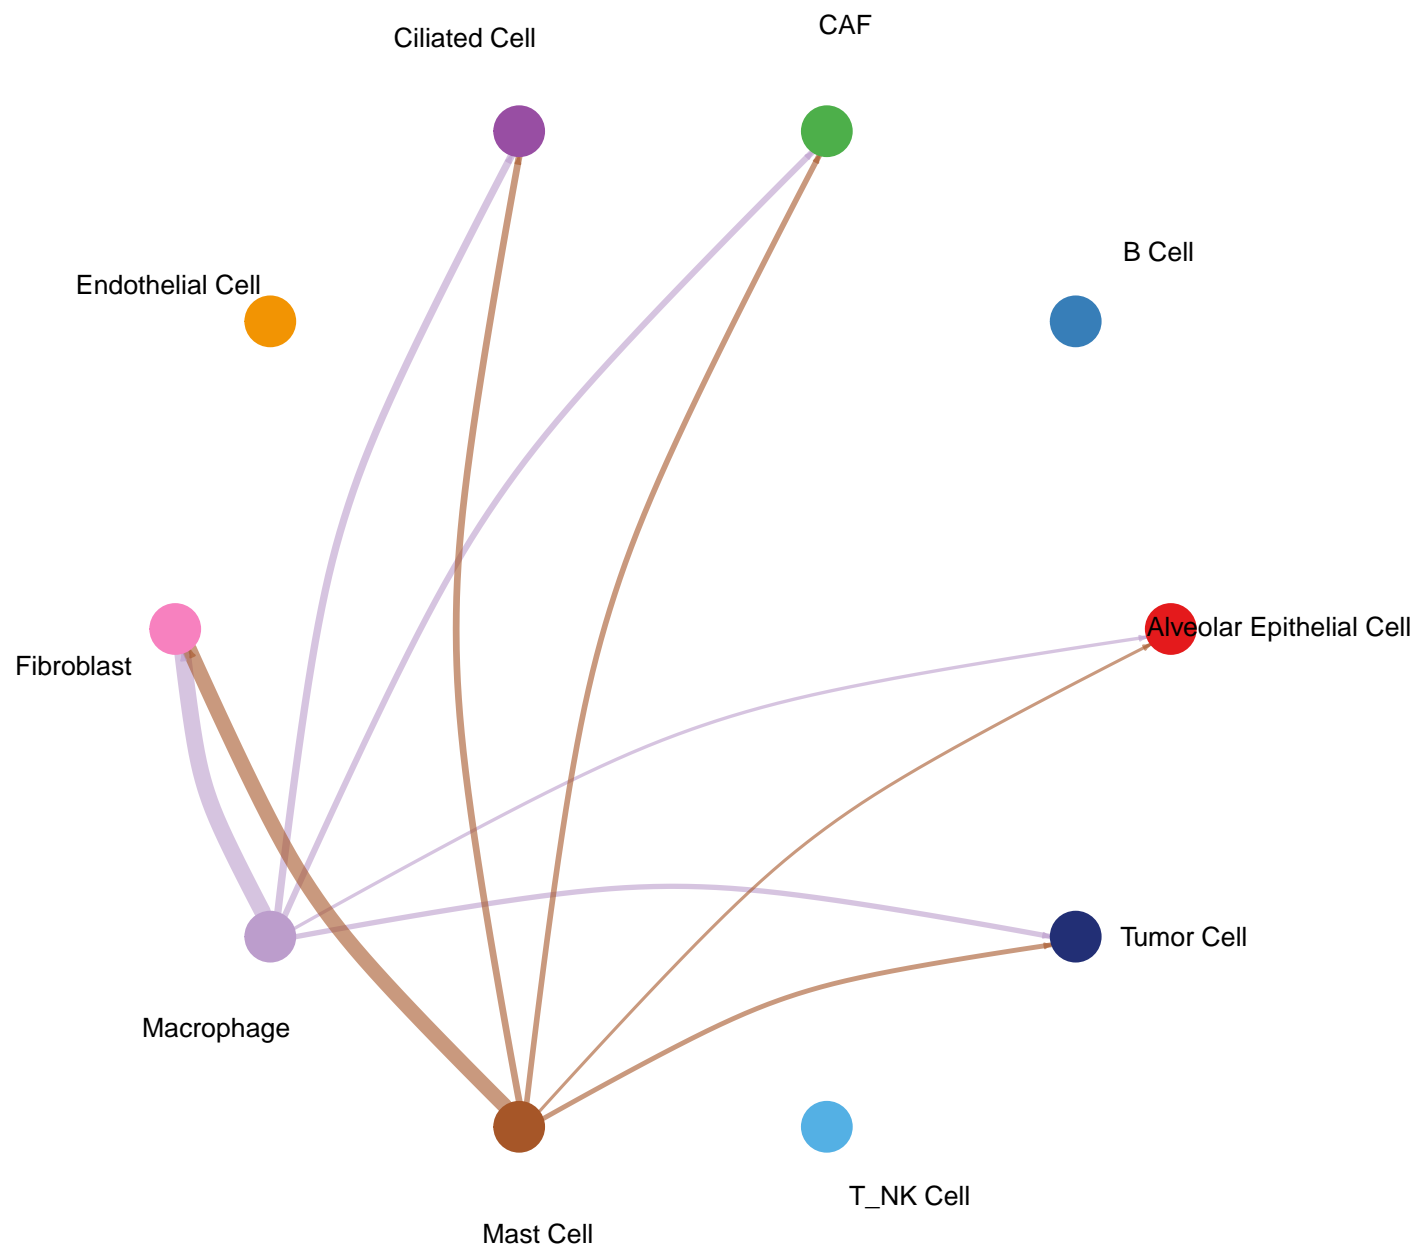 CAF
Ciliated Cell
B Cell
Endothelial Cell
Alveolar Epithelial Cell
Fibroblast
Tumor Cell
Macrophage
T_NK Cell
Mast Cell